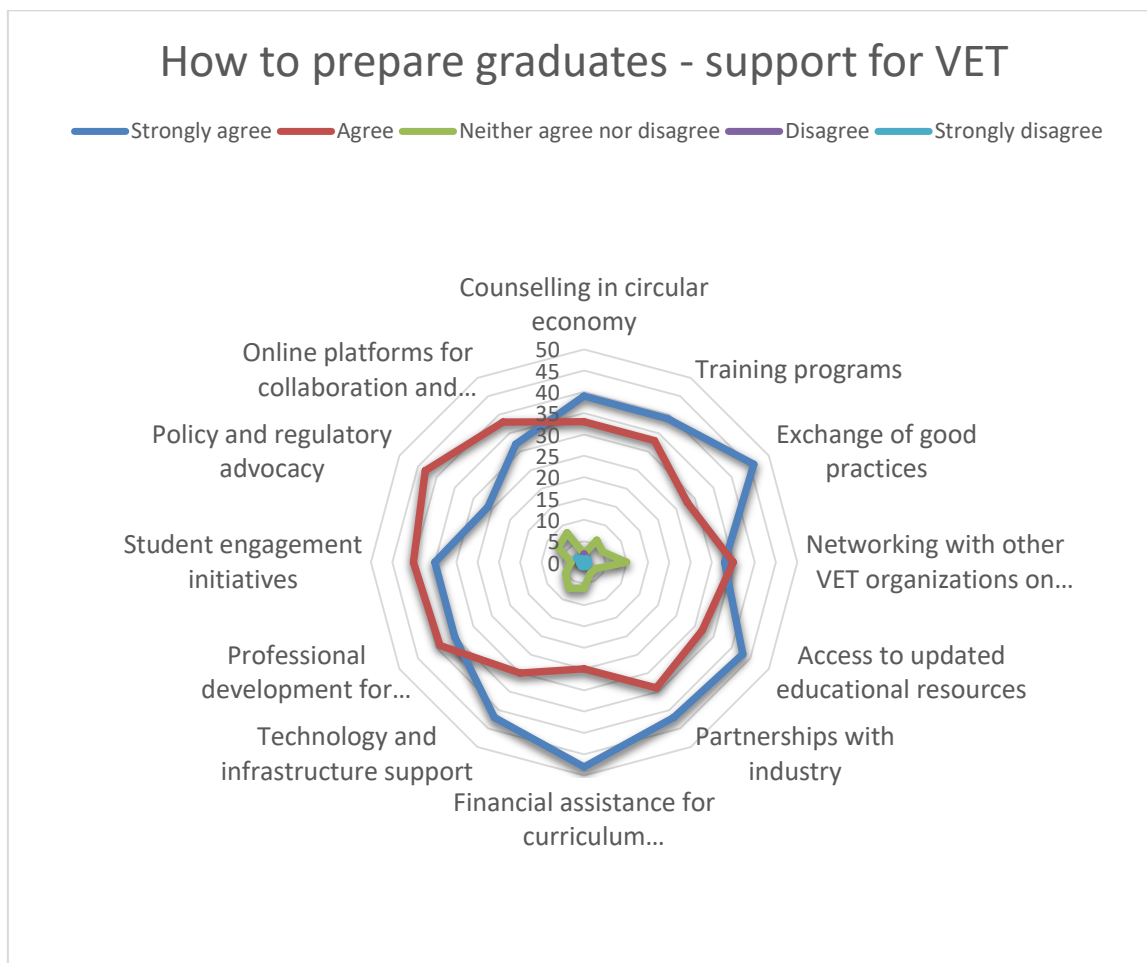 How to prepare graduates - support for VET
Strongly agree Agree Neither agree nor disagree Disagree Strongly disagree
Counselling in circular
economy
Training programs
Exchange of good
practices
Networking with other
VET organizations on...
Access to updated
educational resources
Partnerships with
industry
Financial assistance for
curriculum...
Technology and
infrastructure support
Professional
development for...
Student engagement
initiatives
Policy and regulatory
advocacy
Online platforms for
collaboration and...
50
45
40
35
30
25
20
15
10
5
0